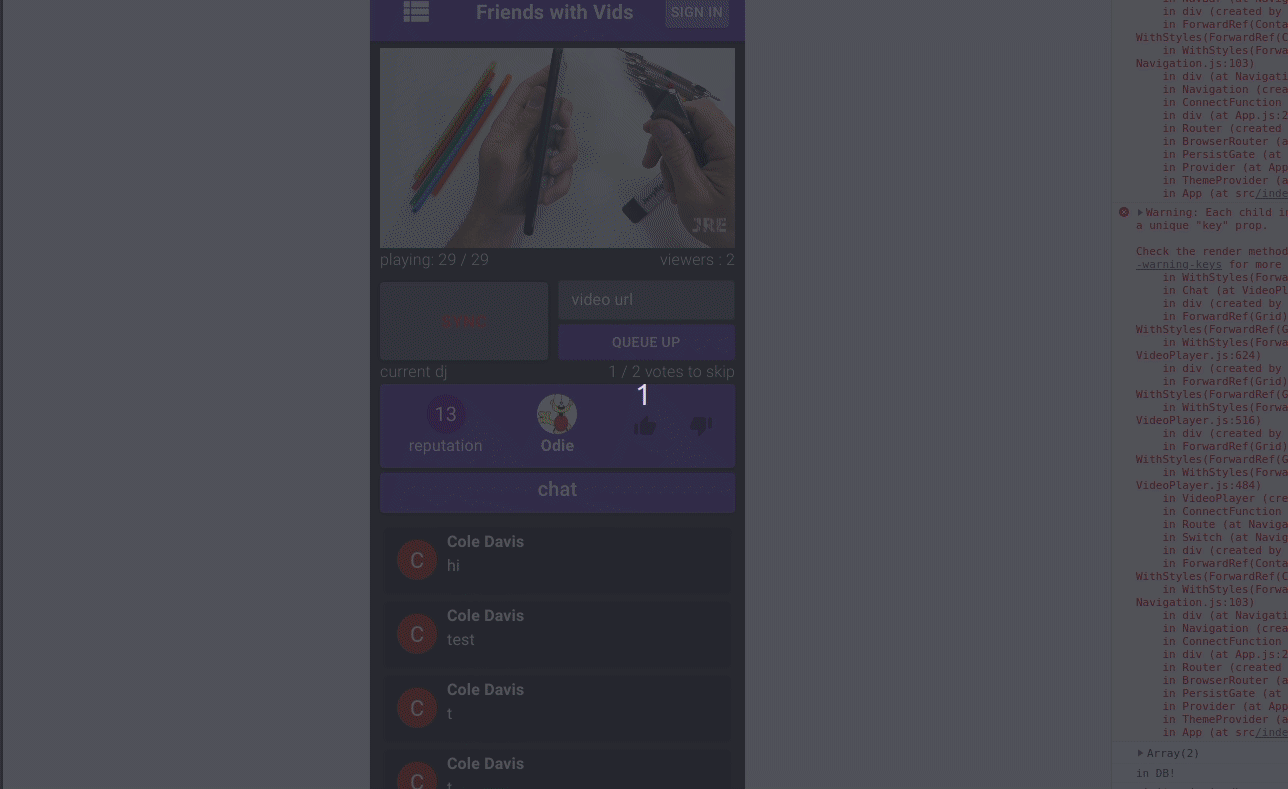 Friends with Vids
SIGN IN
JRE
playing: 29 / 29
viewers : 2
video url
QUEUE UP
current dj
1 / 2 votes to skip
1
13
reputation
Odie
chat
C
Cole Davis
hi
C
Cole Davis
test
C
Cole Davis
t
C
Cole Davis
in div (created by
in ForwardRef(Conta
WithStyles(ForwardRef(C
in WithStyles(Forwa
Navigation.js:103)
in div (at Navigati
in Navigation (crea
in ConnectFunction
in div (at App.js:2
in Router (created
in BrowserRouter (a
in PersistGate (at
in Provider (at App
in ThemeProvider (a
in App (at src/inde
Warning: Each child in
a unique "key" prop.
Check the render method
-warning-keys for more
in WithStyles(Forwa
in Chat (at VideoPl
in div (created by
in ForwardRef(Grid)
WithStyles(ForwardRef(G
in WithStyles(Forwa
VideoPlayer.js:624)
in div (created by
in ForwardRef(Grid)
WithStyles(ForwardRef(G
in WithStyles(Forwa
VideoPlayer.js:516)
in div (created by
in ForwardRef(Grid)
WithStyles(ForwardRef(G
in WithStyles(Forwa
VideoPlayer.js:484)
in VideoPlayer (cre
in ConnectFunction
in Route (at Navig
in Switch (at Navig
in div (created by
in ForwardRef(Conta
WithStyles(ForwardRef(C
in WithStyles(Forwa
Navigation.js:103)
in div (at Navigati
in Navigation (crea
in ConnectFunction
in div (at App.js:2
in Router (created
in BrowserRouter (a
in PersistGate (at
in Provider (at App
in ThemeProvider (a
in App (at src/inde
Array(2)
in DB!